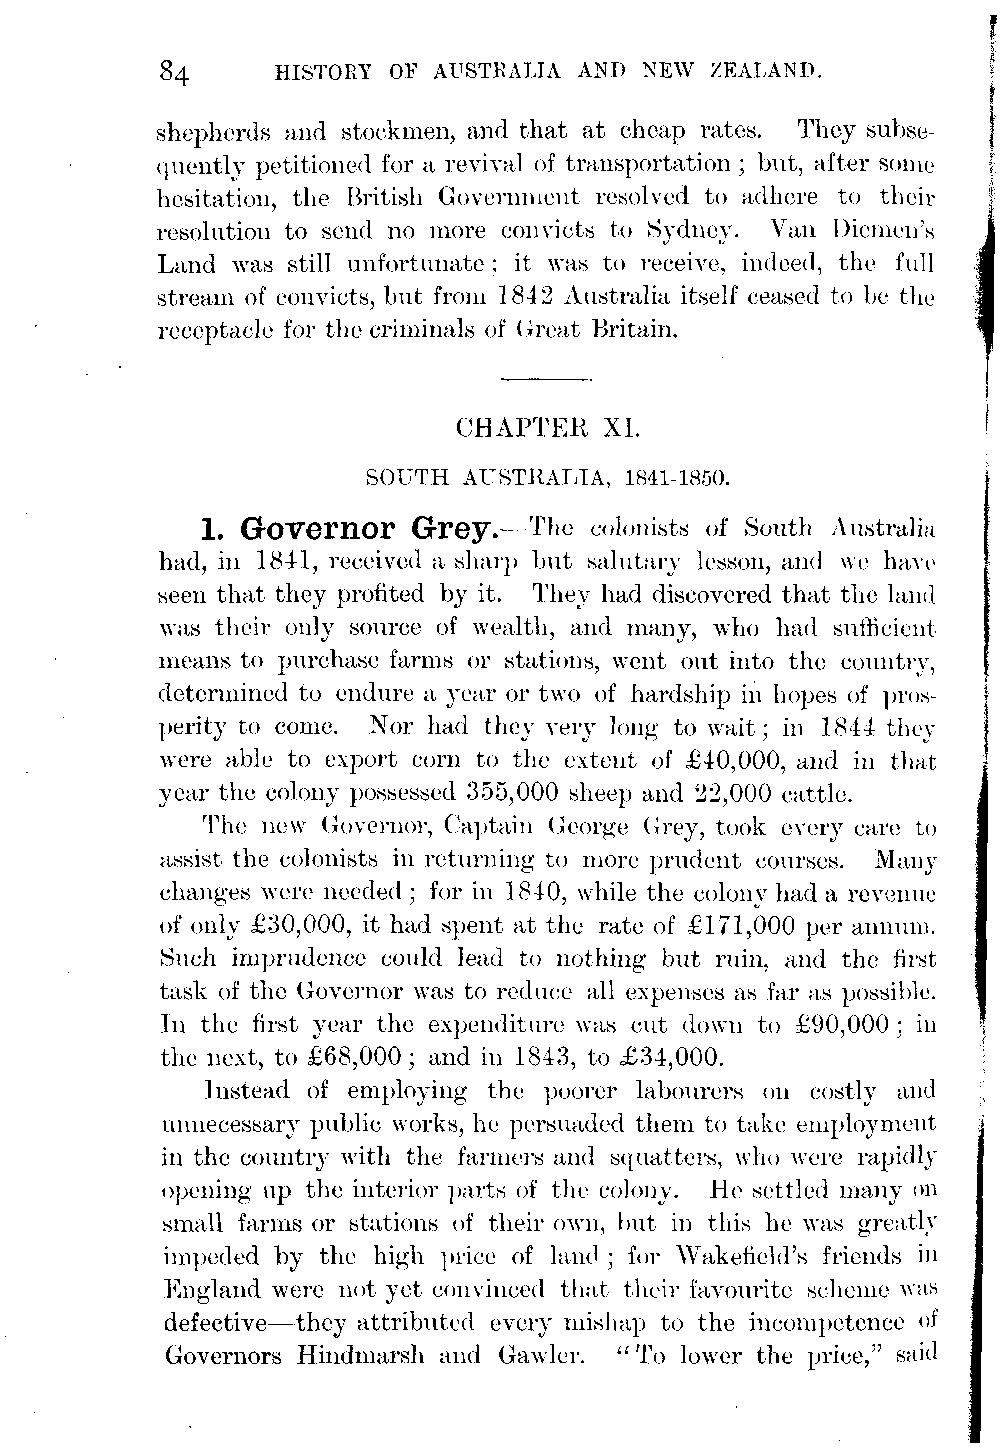 84 HISTORY OF AUSTRALIA AND NEW ZEALAND.
shepherds and stockmen, and that at cheap rates. They subse-
quently petitioned for a revival of transportation; but, after some
hesitation, the British Government resolved to adhere to their
resolution to send no more convicts to Sydney. Van Diemen's
Land was still unfortunate; it was to receive, indeed, the full
stream of convicts, but from 1842 Australia itself ceased to be the
receptacle for the criminals of Great Britain.
CHAPTER XI.
SOUTH AUSTRALIA, 1841-1850.
1. Governor Grey.—The colonists of South Australia
had, in 1841, received a sharp but salutary lesson, and we have
seen that they profited by it. They had discovered that the land
was their only source of wealth, and many, who had sufficient
means to purchase farms or stations, went out into the country,
determined to endure a year or two of hardship in hopes of pros-
perity to come. Nor had they very long to wait; in 1844 they
were able to export corn to the extent of £40,000, and in that
year the colony possessed 355,000 sheep and 22,000 cattle.
The new Governor, Captain George Grey, took every care to
assist the colonists in returning to more prudent courses. Many
changes were needed; for in 1840, while the colony had a revenue
of only £30,000, it had spent at the rate of £171,000 per annum.
Such imprudence could lead to nothing but ruin, and the first
task of the Governor was to reduce all expenses as far as possible.
In the first year the expenditure was cut down to £90,000; in
the next, to £68,000; and in 1843, to £34,000.
Instead of employing the poorer labourers on costly and
unnecessary public works, he persuaded them to take employment
in the country with the farmers and squatters, who were rapidly
opening up the interior parts of the colony. He settled many on
small farms or stations of their own, but in this he was greatly
impeded by the high price of land; for Wakefield's friends in
England were not yet convinced that their favourite scheme was
defective—they attributed every mishap to the incompetence of
Governors Hindmarsh and Gawler. "To lower the price," said